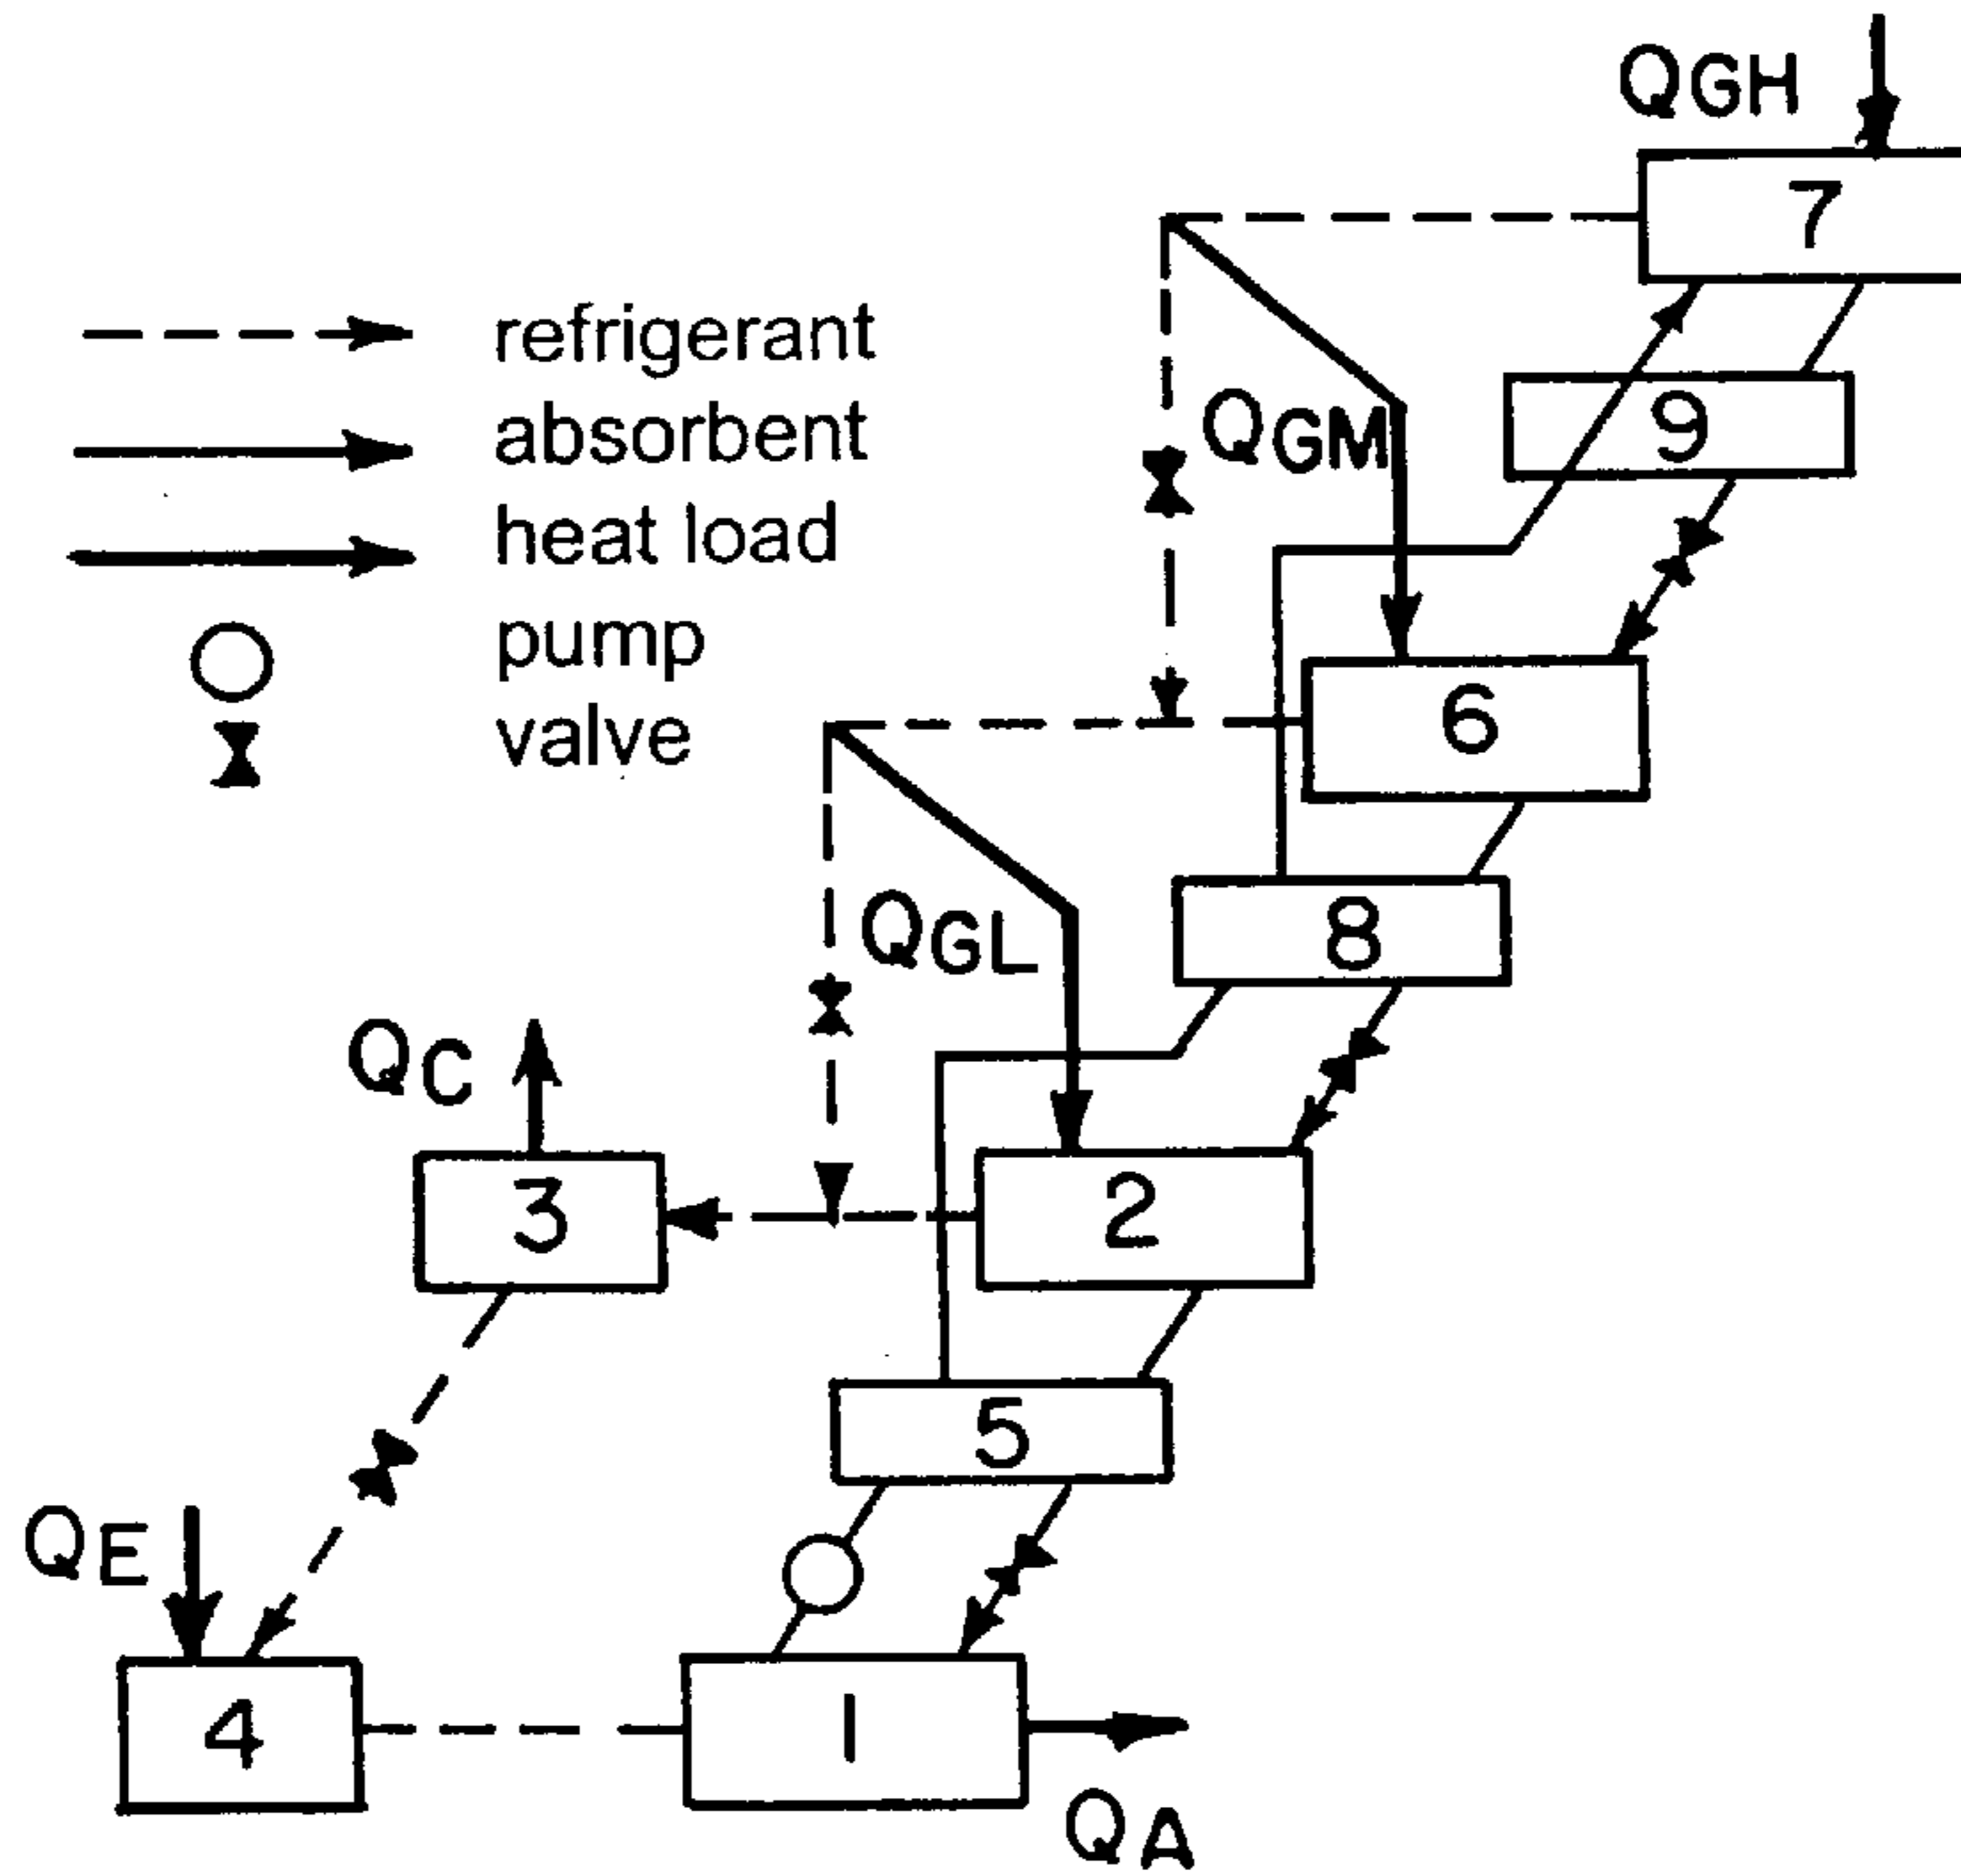 QGH
7
refrigerant
absorbent
heat load
pump
valve
QGM
9
6
QGL
8
QC
3
2
5
QE
4
1
QA